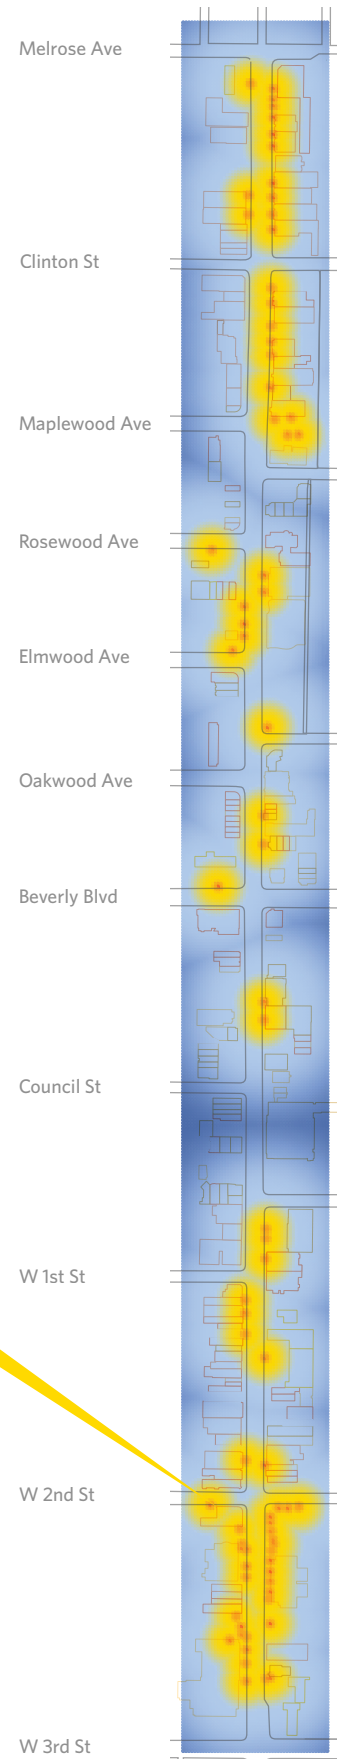 Melrose Ave
Clinton St
Maplewood Ave
Rosewood Ave
Elmwood Ave
Oakwood Ave
Beverly Blvd
Council St
W 1st St
W 2nd St
W 3rd St